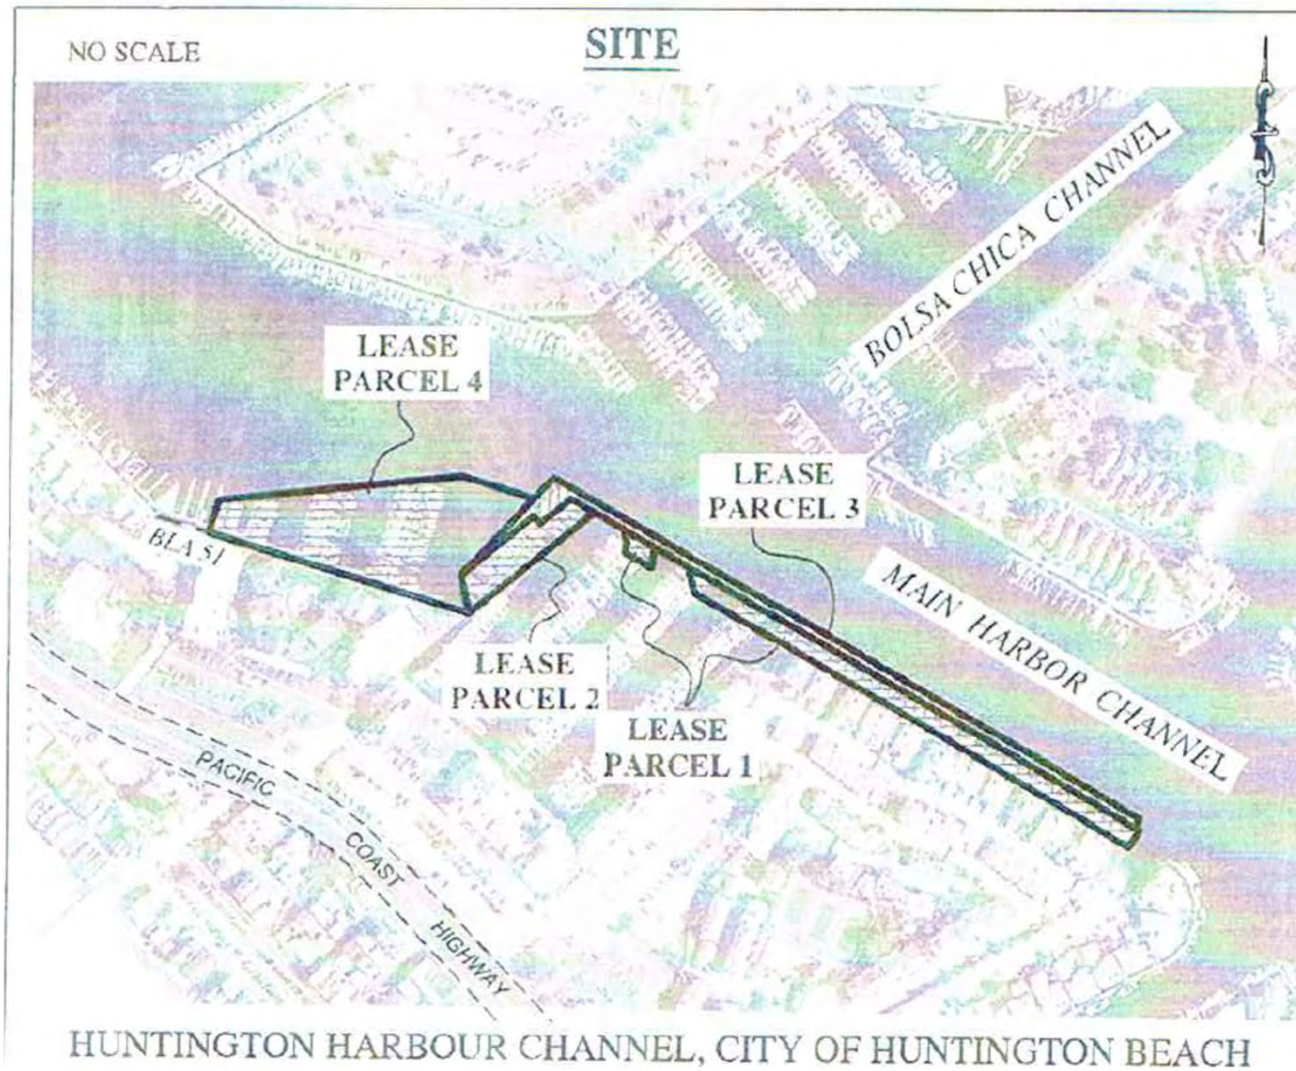 NO SCALE
SITE
BOLSA CHICA CHANNEL
LEASE
PARCEL 4
LEASE
PARCEL 3
BLA 51
MAIN HARBOR CHANNEL
LEASE
PARCEL 2
LEASE
PARCEL 1
PACIFIC
COAST
HIGHWAY
HUNTINGTON HARBOUR CHANNEL, CITY OF HUNTINGTON BEACH